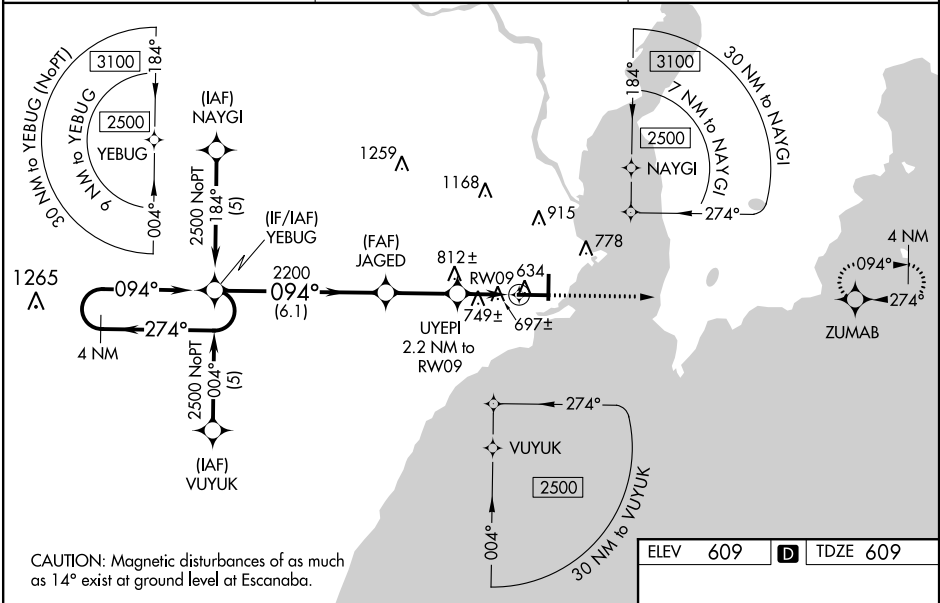 30 NM to YEBUG (NoPT)
3100
184°
9 NM to YEBUG
2500
YEBUG
004°
(IAF)
NAYGI
2500 NoPT
184°
(5)
(IF/IAF)
YEBUG
1259
1168
915
778
3100
184°
30 NM to NAYGI
7 NM to NAYGI
2500
NAYGI
274°
1265
094°
274°
4 NM
2200
094°
(6.1)
(FAF)
JAGED
812±
RW09
634
749±
697±
UYEPI
2.2 NM to
RW09
4 NM
094°
274°
ZUMAB
2500 NoPT
004°
(5)
(IAF)
VUYUK
274°
VUYUK
2500
004°
30 NM to VUYUK
CAUTION: Magnetic disturbances of as much
as 14° exist at ground level at Escanaba.
ELEV 609 D TDZE 609